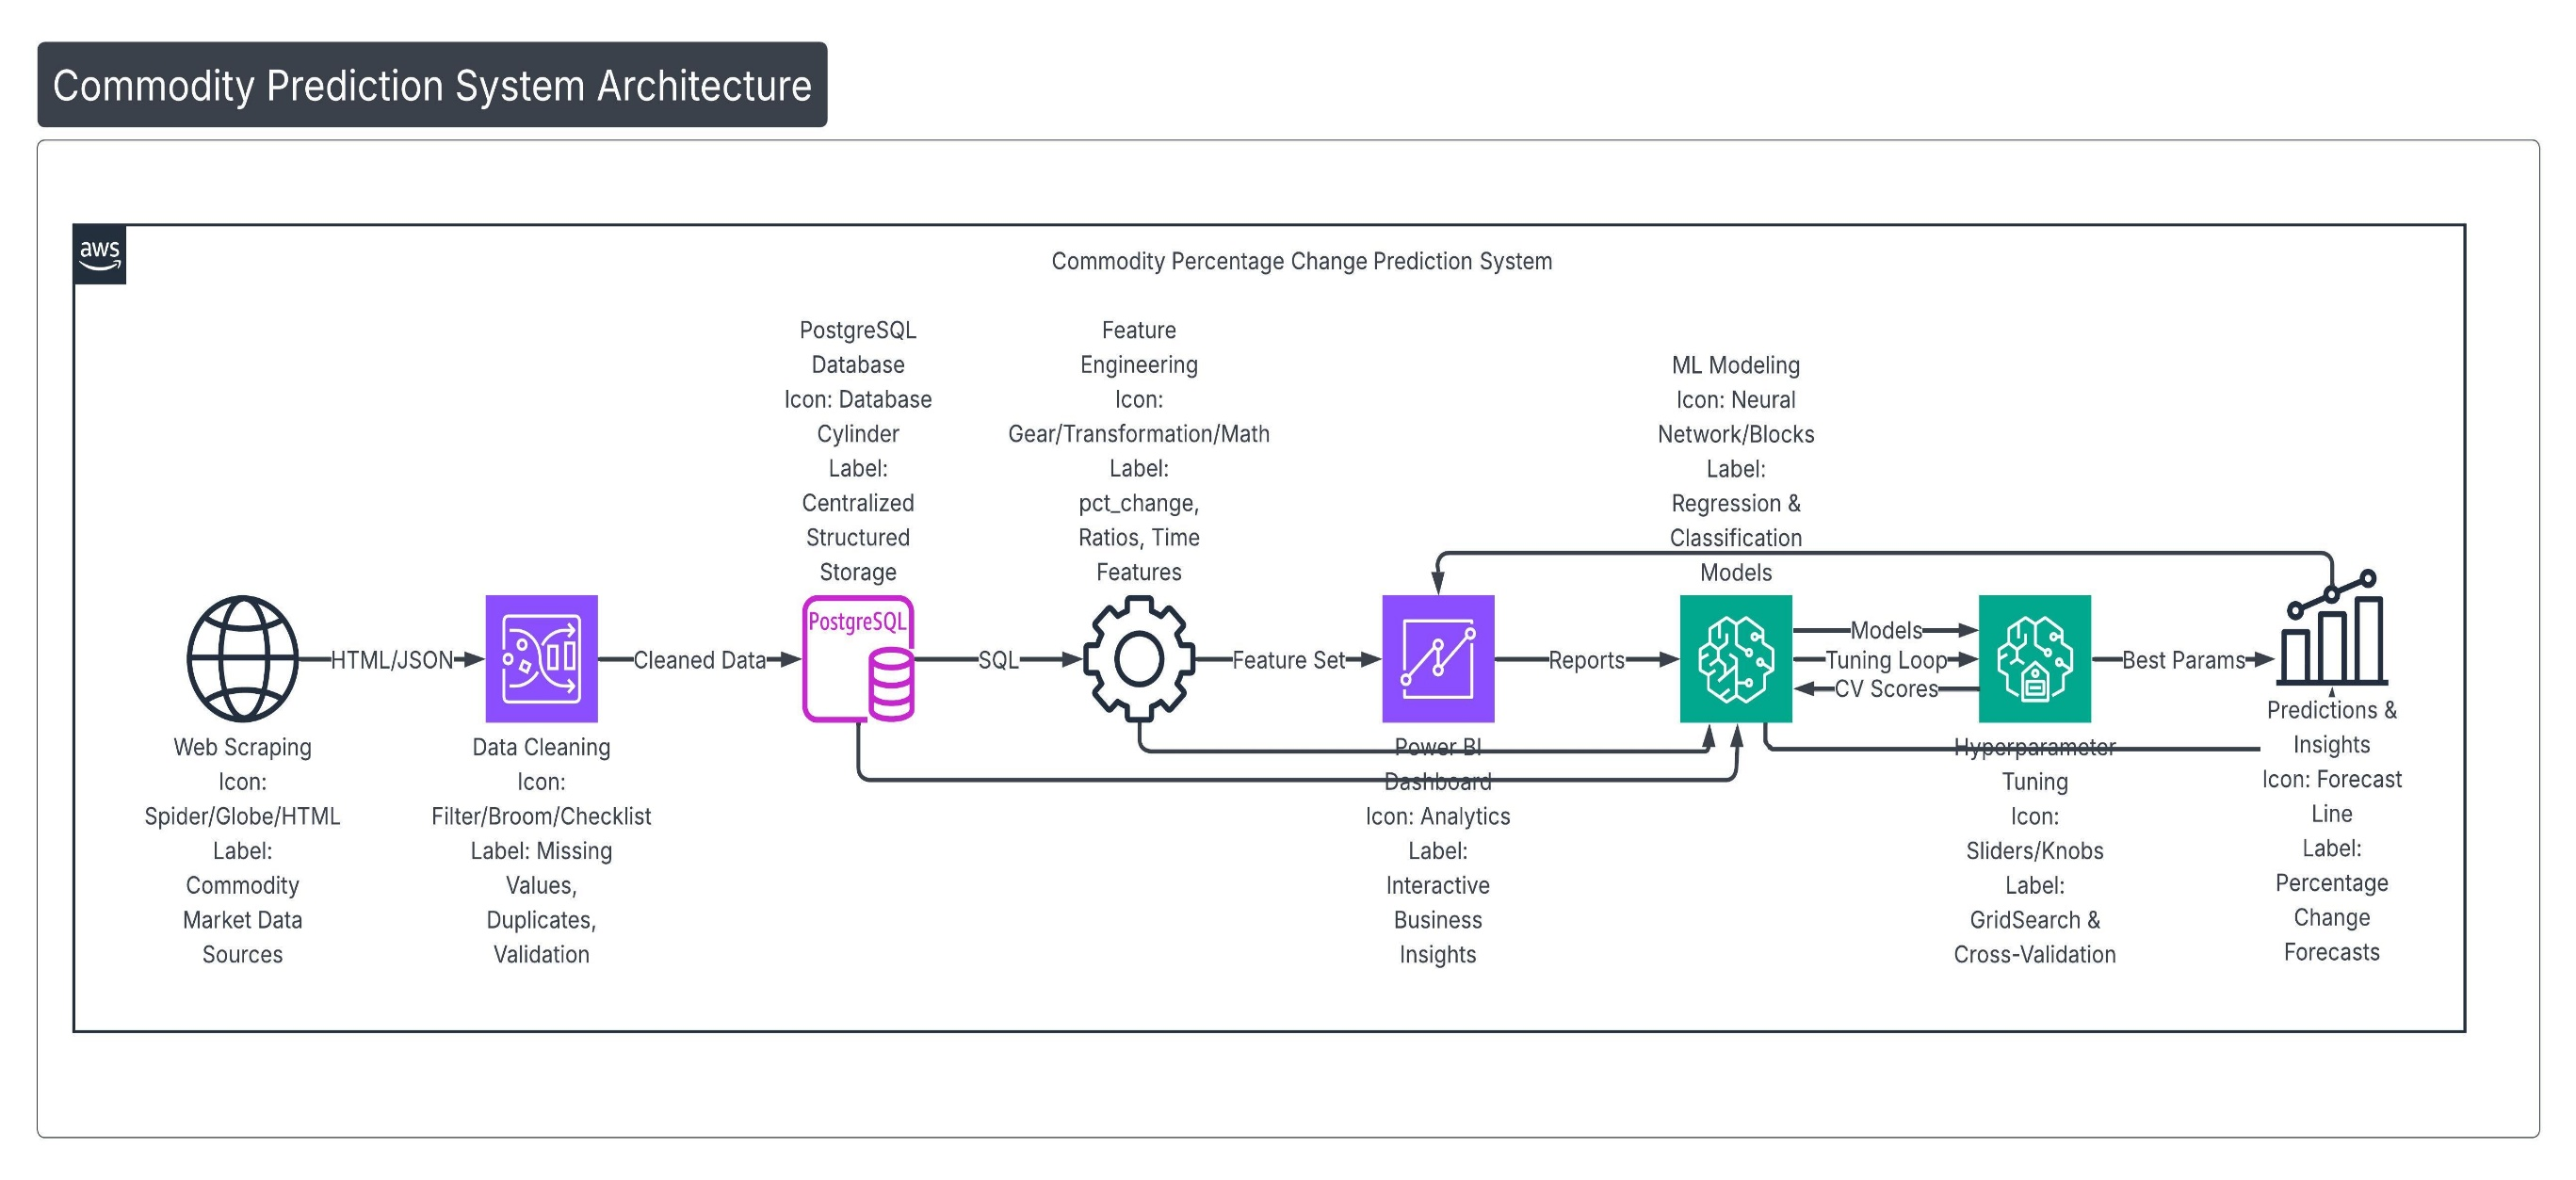 Commodity Prediction System Architecture
aws
Commodity Percentage Change Prediction System
PostgreSQL
Database
Icon: Database
Cylinder
Label:
Centralized
Structured
Storage
Feature
Engineering
Icon:
Gear/Transformation/Math
Label:
pct_change,
Ratios, Time
Features
ML Modeling
Icon: Neural
Network/Blocks
Label:
Regression &
Classification
Models
PostgreSQL
HTML/JSON
Cleaned Data
SQL
Feature Set
Reports
Models
Tuning Loop
CV Scores
Best Params
Web Scraping
Icon:
Spider/Globe/HTML
Label:
Commodity
Market Data
Sources
Data Cleaning
Icon:
Filter/Broom/Checklist
Label: Missing
Values,
Duplicates,
Validation
Power BI
Dashboard
Icon: Analytics
Label:
Interactive
Business
Insights
Hyperparameter
Tuning
Icon:
Sliders/Knobs
Label:
GridSearch &
Cross-Validation
Predictions &
Insights
Icon: Forecast
Line
Label:
Percentage
Change
Forecasts